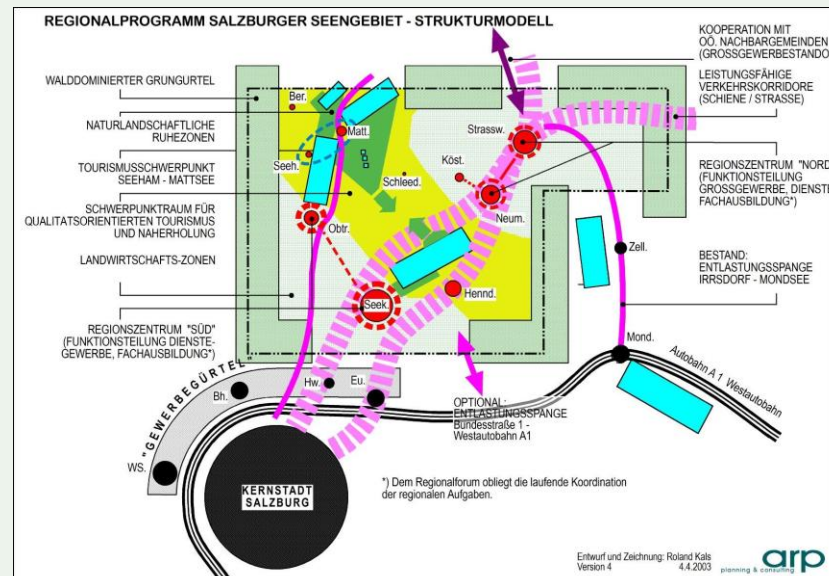 REGIONALPROGRAMM SALZBURGER SEENGEBIET - STRUKTURMODELL
WALDDOMINIERTER GRUNGURTEL
NATURLANDSCHAFTLICHE
RUHEZONEN
TOURISMUSSCHWERPUNKT
SEEHAM - MATTSEE
SCHWERPUNKTRAUM FÜR
QUALITATSORIENTIERTEN TOURISMUS
UND NAHERHOLUNG
LANDWIRTSCHAFTS-ZONEN
REGIONSZENTRUM "SÜD"
(FUNKTIONSTEILUNG DIENSTE-
GEWERBE, FACHAUSBILDUNG*)
KOOPERATION MIT
OÖ. NACHBARGEMEINDEN
(GROSSGEWERBESTANDO
LEISTUNGSFÄHIGE
VERKEHRSKORRIDORE
(SCHIENE / STRASSE)
REGIONSZENTRUM "NORD
(FUNKTIONSTEILUNG
GROSSGEWERBE, DIENSTE
FACHAUSBILDUNG*)
BESTAND:
ENTLASTUNGSSPANGE
IRRSDORF - MONDSEE
Ber.
Matt.
Strassw.
Seeh.
Schleed.
Köst.
Neum.
Obtr.
Zell.
Seek.
Hennd.
Mond.
"GEWERBEGÜRTEL"
Bh.
Hw.
Eu.
WS.
Autobahn A 1 Westautobahn
OPTIONAL:
ENTLASTUNGSSPANGE
Bundesstraße 1 -
Westautobahn A1
KERNSTADT
SALZBURG
*) Dem Regionalforum obliegt die laufende Koordination
der regionalen Aufgaben.
Entwurf und Zeichnung: Roland Kals
Version 4 4.4.2003
arp
planning & consulting